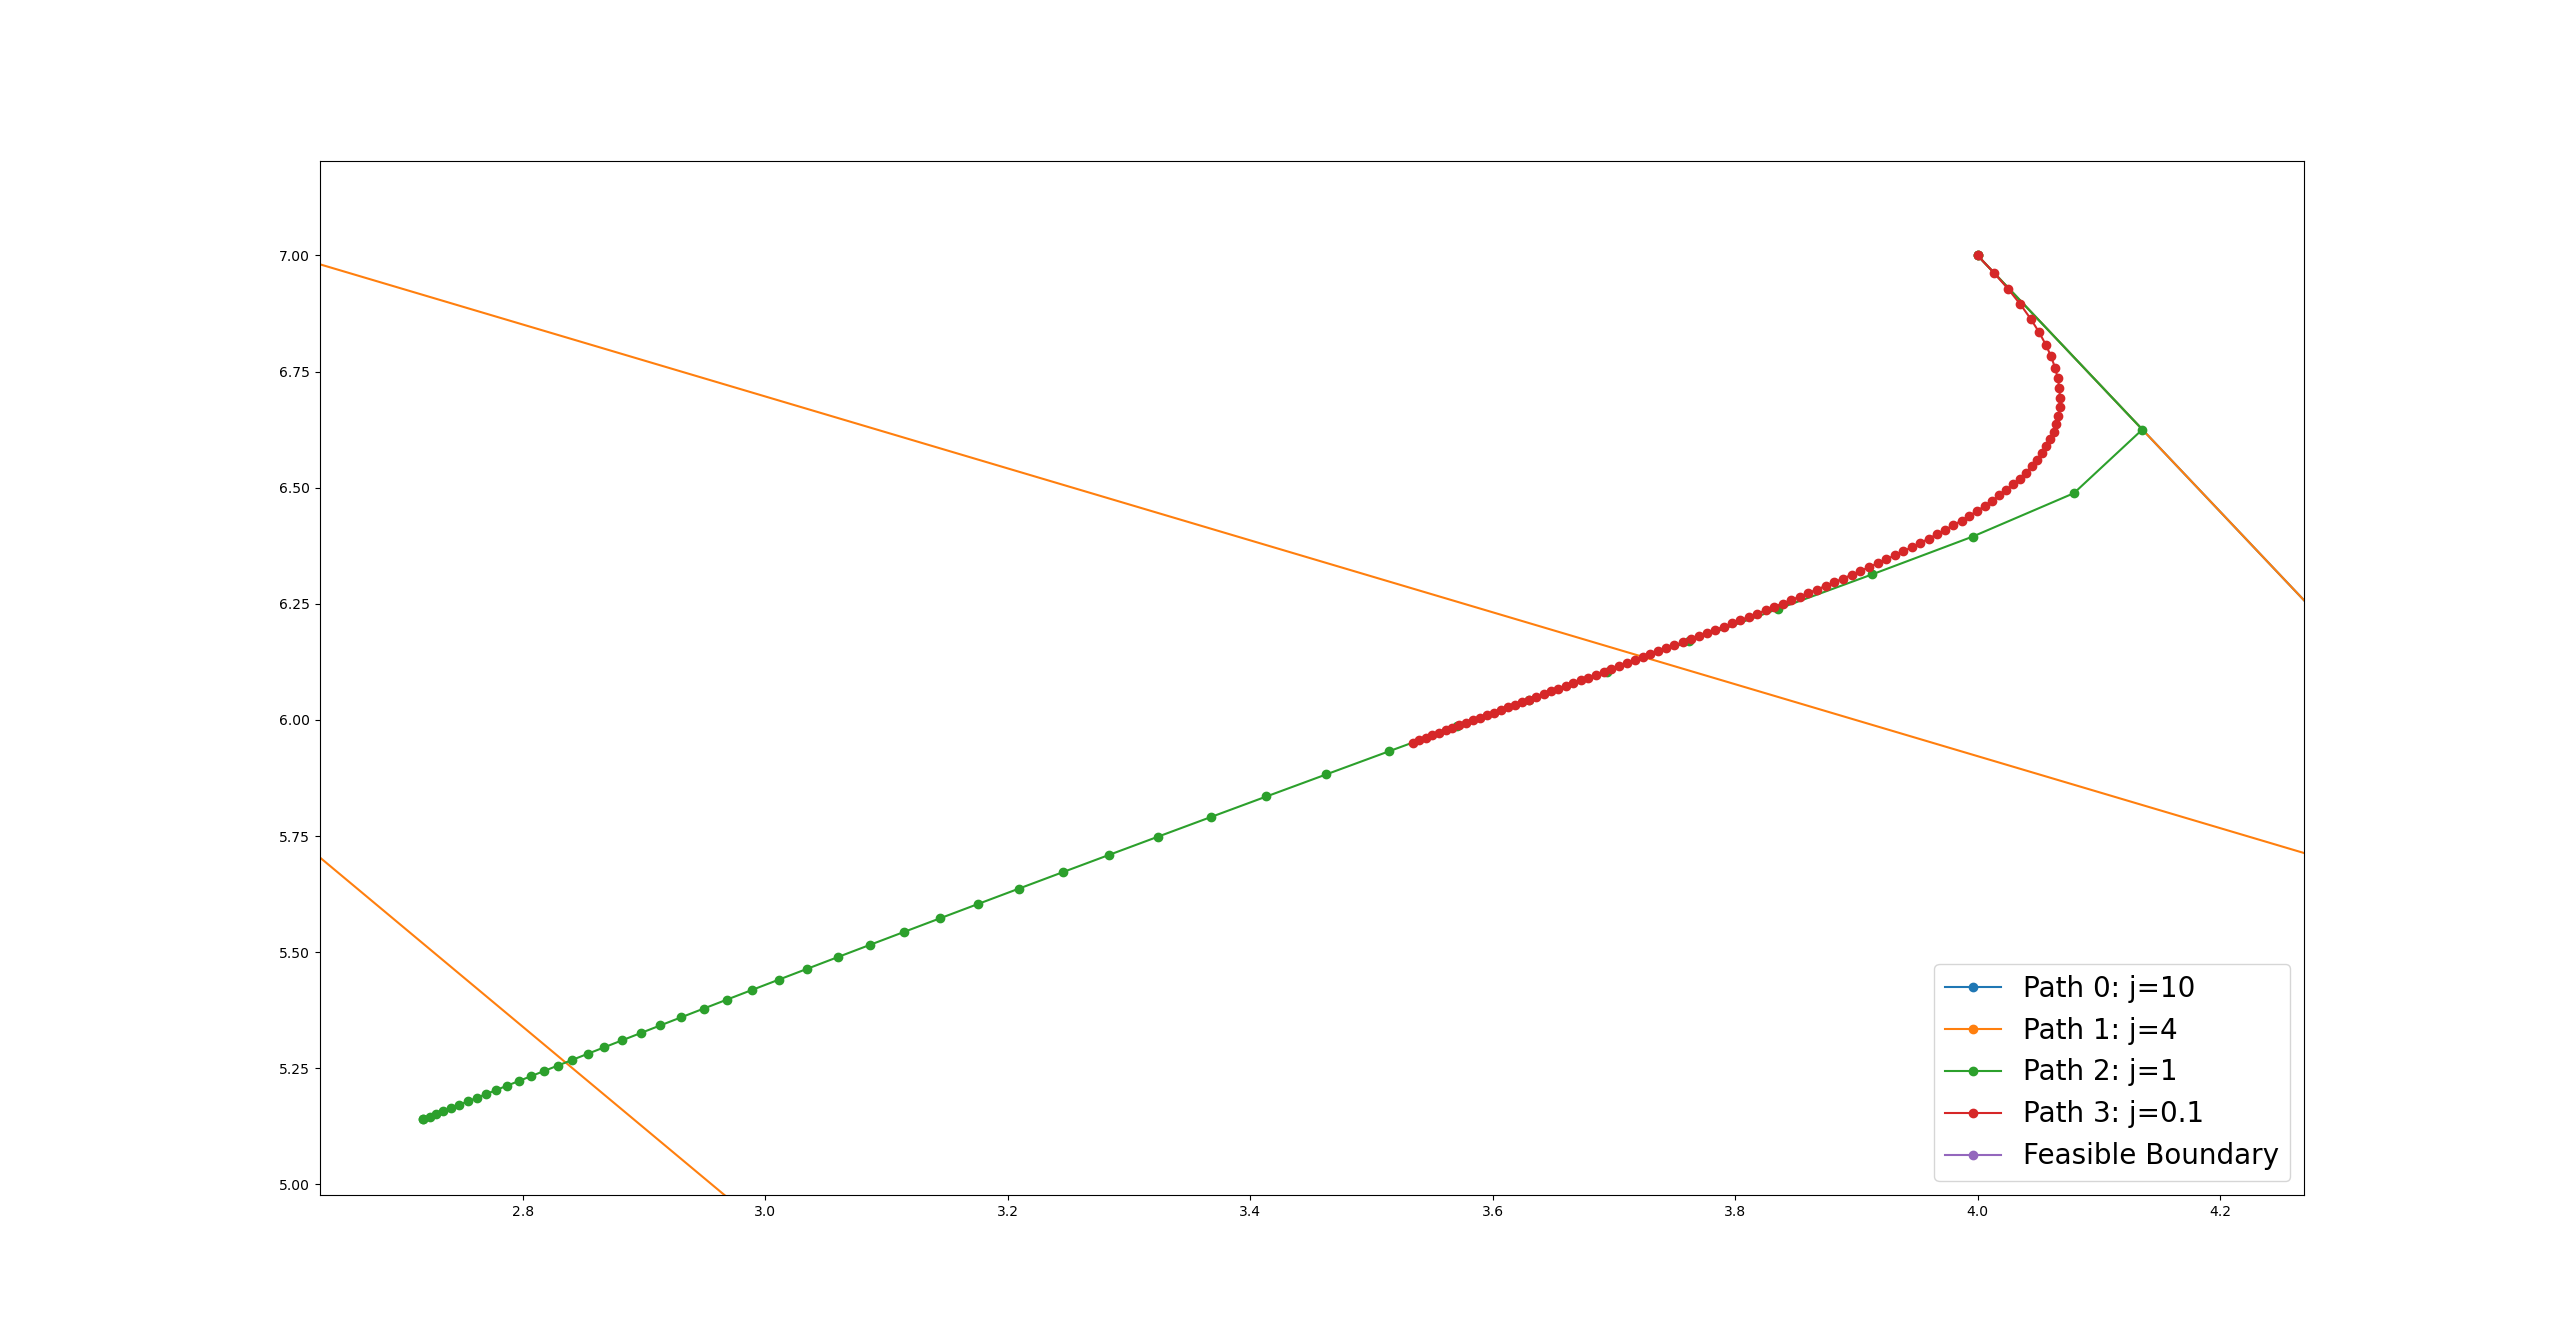 7.00
6.75
6.50
6.25
6.00
5.75
5.50
5.25
5.00
2.8 3.0 3.2 3.4 3.6 3.8 4.0 4.2
Path 0: j=10
Path 1: j=4
Path 2: j=1
Path 3: j=0.1
Feasible Boundary